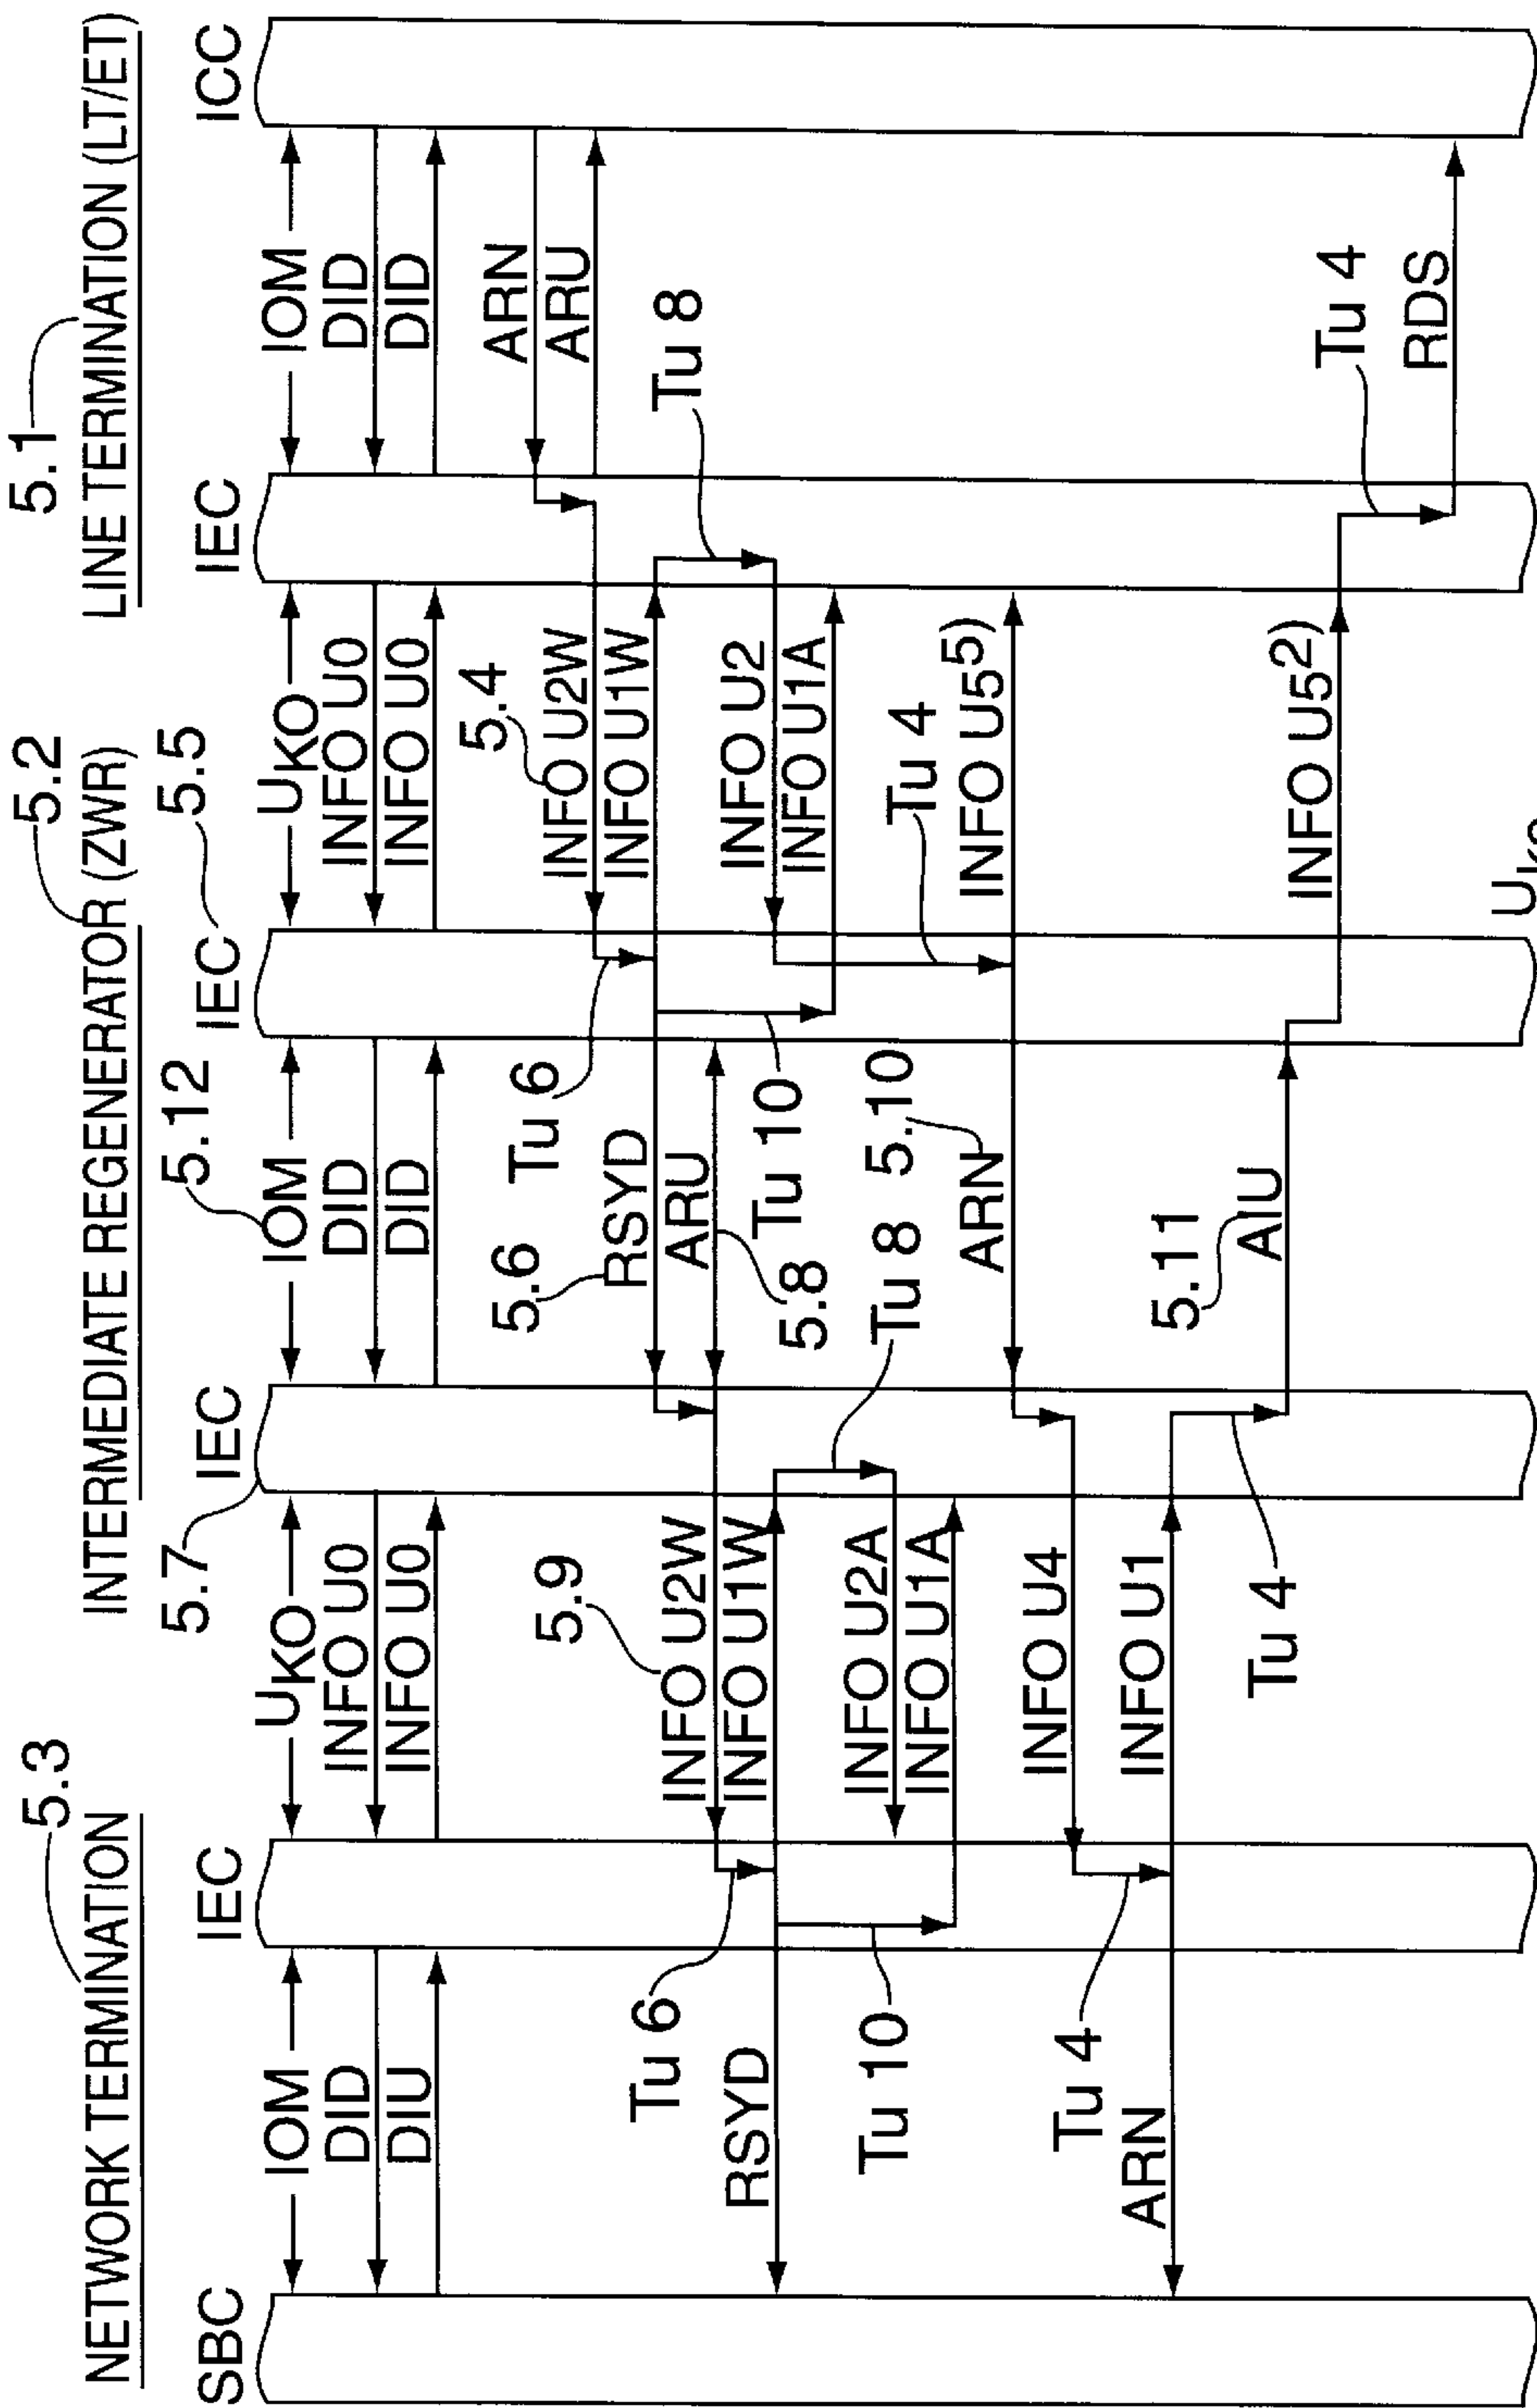 5.3
NETWORK TERMINATION
5.2
INTERMEDIATE REGENERATOR (ZWR)
5.1
LINE TERMINATION (LT/ET)
SBC
IEC
5.7
IEC
5.12
IEC
5.5
IEC
ICC
IOM
UKO
IOM
UKO
IOM
DID
INFO U0
DID
INFO U0
DID
DIU
INFO U0
DID
INFO U0
DID
5.4
ARN
INFO U2W
ARU
Tu 6
5.6
RSYD
INFO U1W
5.9
INFO U2W
ARU
Tu 8
Tu 6
RSYD
INFO U1W
5.8
Tu 10
INFO U2
INFO U1A
Tu 10
INFO U2A
Tu 8
5.10
Tu 4
INFO U1A
ARN
INFO U5 5)
INFO U4
Tu 4
ARN
INFO U1
5.11
AIU
Tu 4
INFO U5 2)
Tu 4
RDS